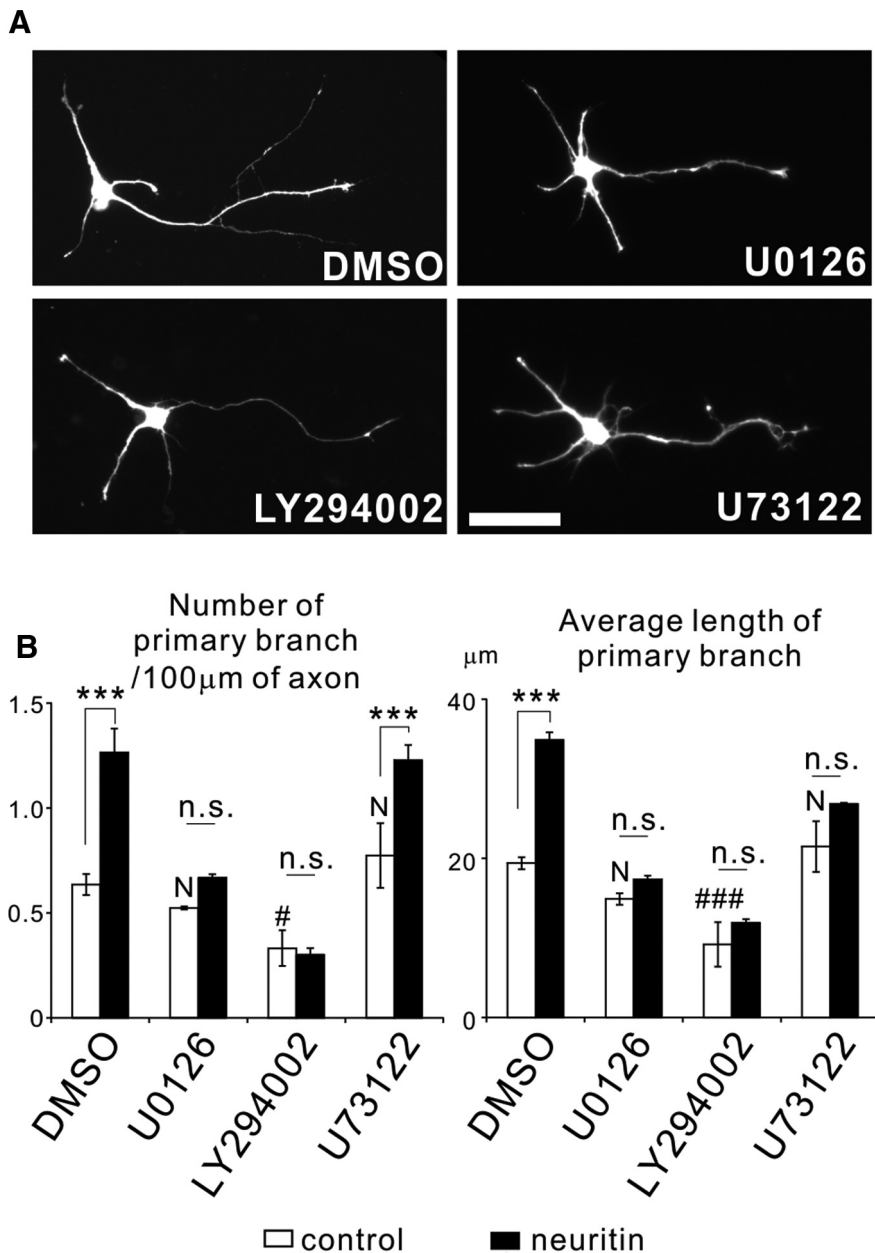 A
DMSO
U0126
LY294002
U73122
B
Number of
primary branch
/100μm of axon
1.5
1.0
0.5
0
***
n.s.
N
n.s.
#
***
N
DMSO
U0126
LY294002
U73122
Average length of
primary branch
μm
40
20
0
***
n.s.
N
n.s.
###
n.s.
N
DMSO
U0126
LY294002
U73122
control
neuritin